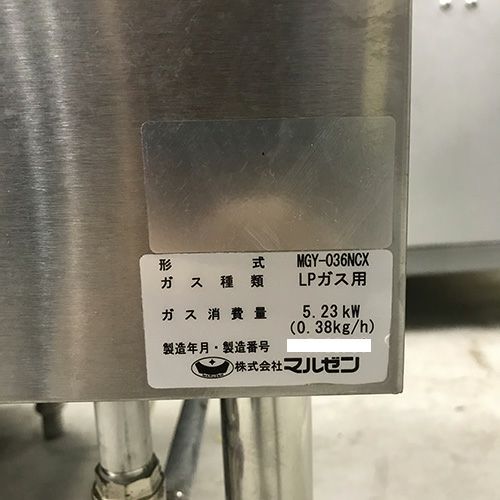 形式 MGY-036NCX
ガス種類 LPガス用
ガス消費量 5.23kW
(0.38kg/h)
製造年月・製造番号
株式会社マルゼン